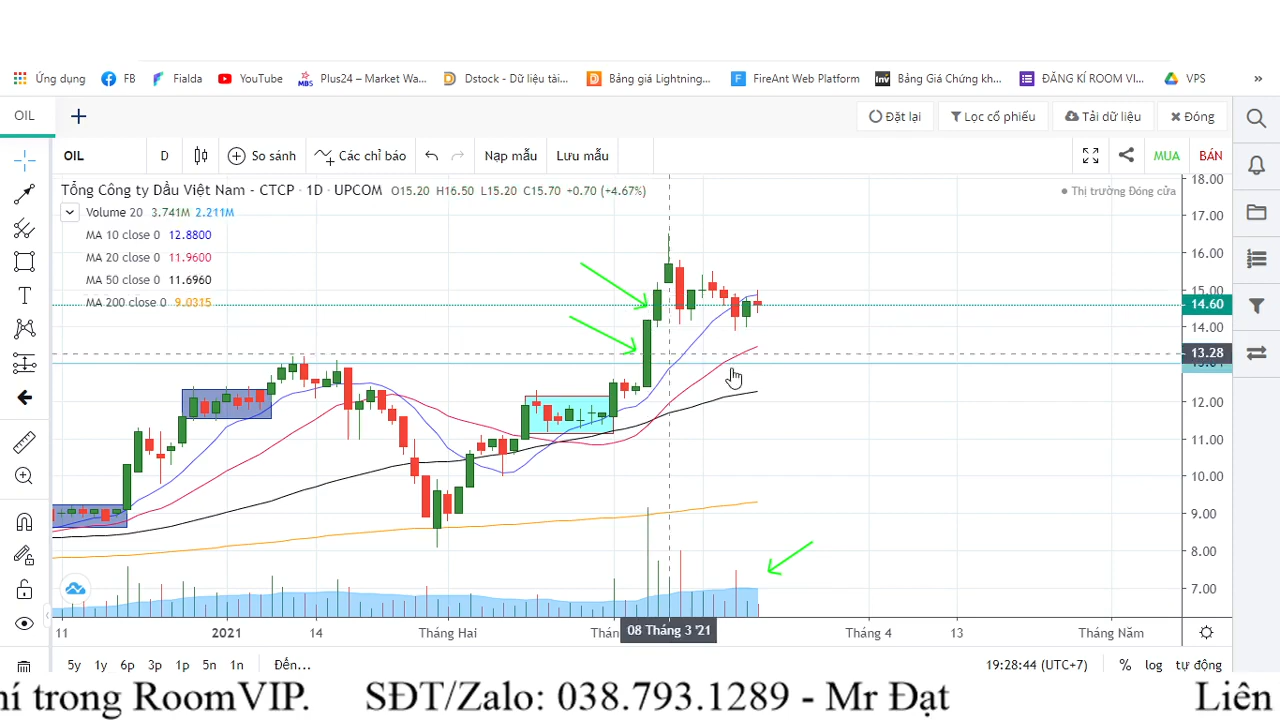 Ứng dụng FB Fialda YouTube MBS Plus24 – Market Wa... Dstock - Dữ liệu tài... Bảng giá Lightning... FireAnt Web Platform Inv Bảng Giá Chứng kh... ĐĂNG KÍ ROOM VI... VPS »
OIL + Đặt lại Lọc cổ phiếu Tải dữ liệu Đóng
OIL D So sánh Các chỉ báo Nạp mẫu Lưu mẫu MUA BÁN
Tổng Công ty Dầu Việt Nam - CTCP · 1D · UPCOM O15.20 H16.50 L15.20 C15.70 +0.70 (+4.67%)
Thị trường Đóng cửa
Volume 20 3.741M 2.211M
MA 10 close 0 12.8800
MA 20 close 0 11.9600
MA 50 close 0 11.6960
MA 200 close 0 9.0315
18.00
17.00
16.00
15.00
14.60
14.00
13.28
12.00
11.00
10.00
9.00
8.00
7.00
11 2021 14 Tháng Hai 08 Tháng 3 '21 Tháng 4 13 Tháng Năm
5y 1y 6p 3p 1p 5n 1n Đến... 19:28:44 (UTC+7) % log tự động
trong RoomVIP. SĐT/Zalo: 038.793.1289 - Mr Đạt Liên